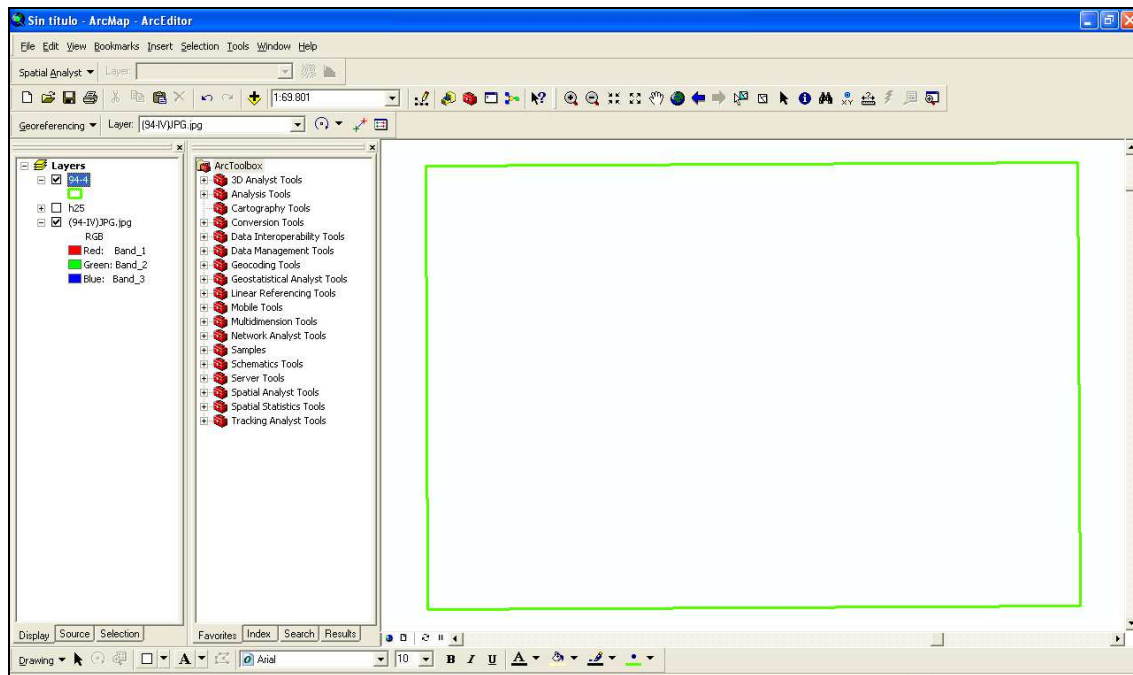 Sin título - ArcMap - ArcEditor
File Edit View Bookmarks Insert Selection Tools Window Help
Spatial Analyst Layer:
1:69.801
Georeferencing Layer: (94-IV)JPG.jpg
Layers
94-4
h25
(94-IV)JPG.jpg
RGB
Red: Band_1
Green: Band_2
Blue: Band_3
Display Source Selection
ArcToolbox
3D Analyst Tools
Analysis Tools
Cartography Tools
Conversion Tools
Data Interoperability Tools
Data Management Tools
Geocoding Tools
Geostatistical Analyst Tools
Linear Referencing Tools
Mobile Tools
Multidimension Tools
Network Analyst Tools
Samples
Schematics Tools
Server Tools
Spatial Analyst Tools
Spatial Statistics Tools
Tracking Analyst Tools
Favorites Index Search Results
Drawing A Arial 10 B I U A